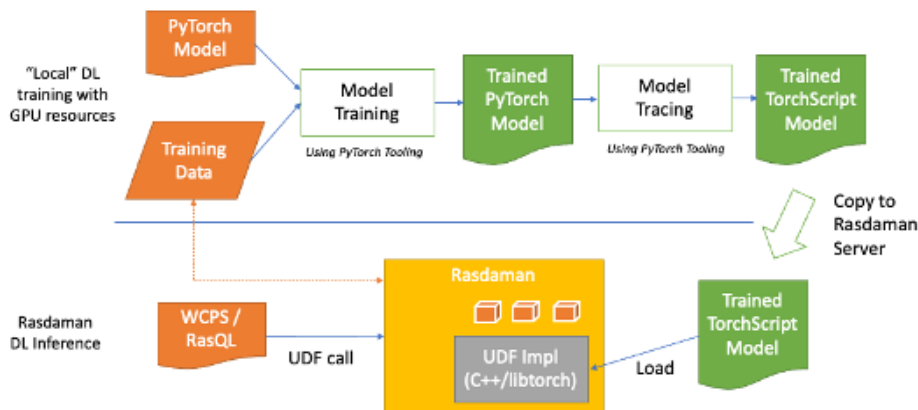 PyTorch
Model
"Local" DL
training with
GPU resources
Model
Training
Using PyTorch Tooling
Trained
PyTorch
Model
Model
Tracing
Using PyTorch Tooling
Trained
TorchScript
Model
Training
Data
Copy to
Rasdaman
Server
Rasdaman
DL Inference
WCPS /
RasQL
UDF call
Rasdaman
UDF Impl
(C++/libtorch)
Load
Trained
TorchScript
Model